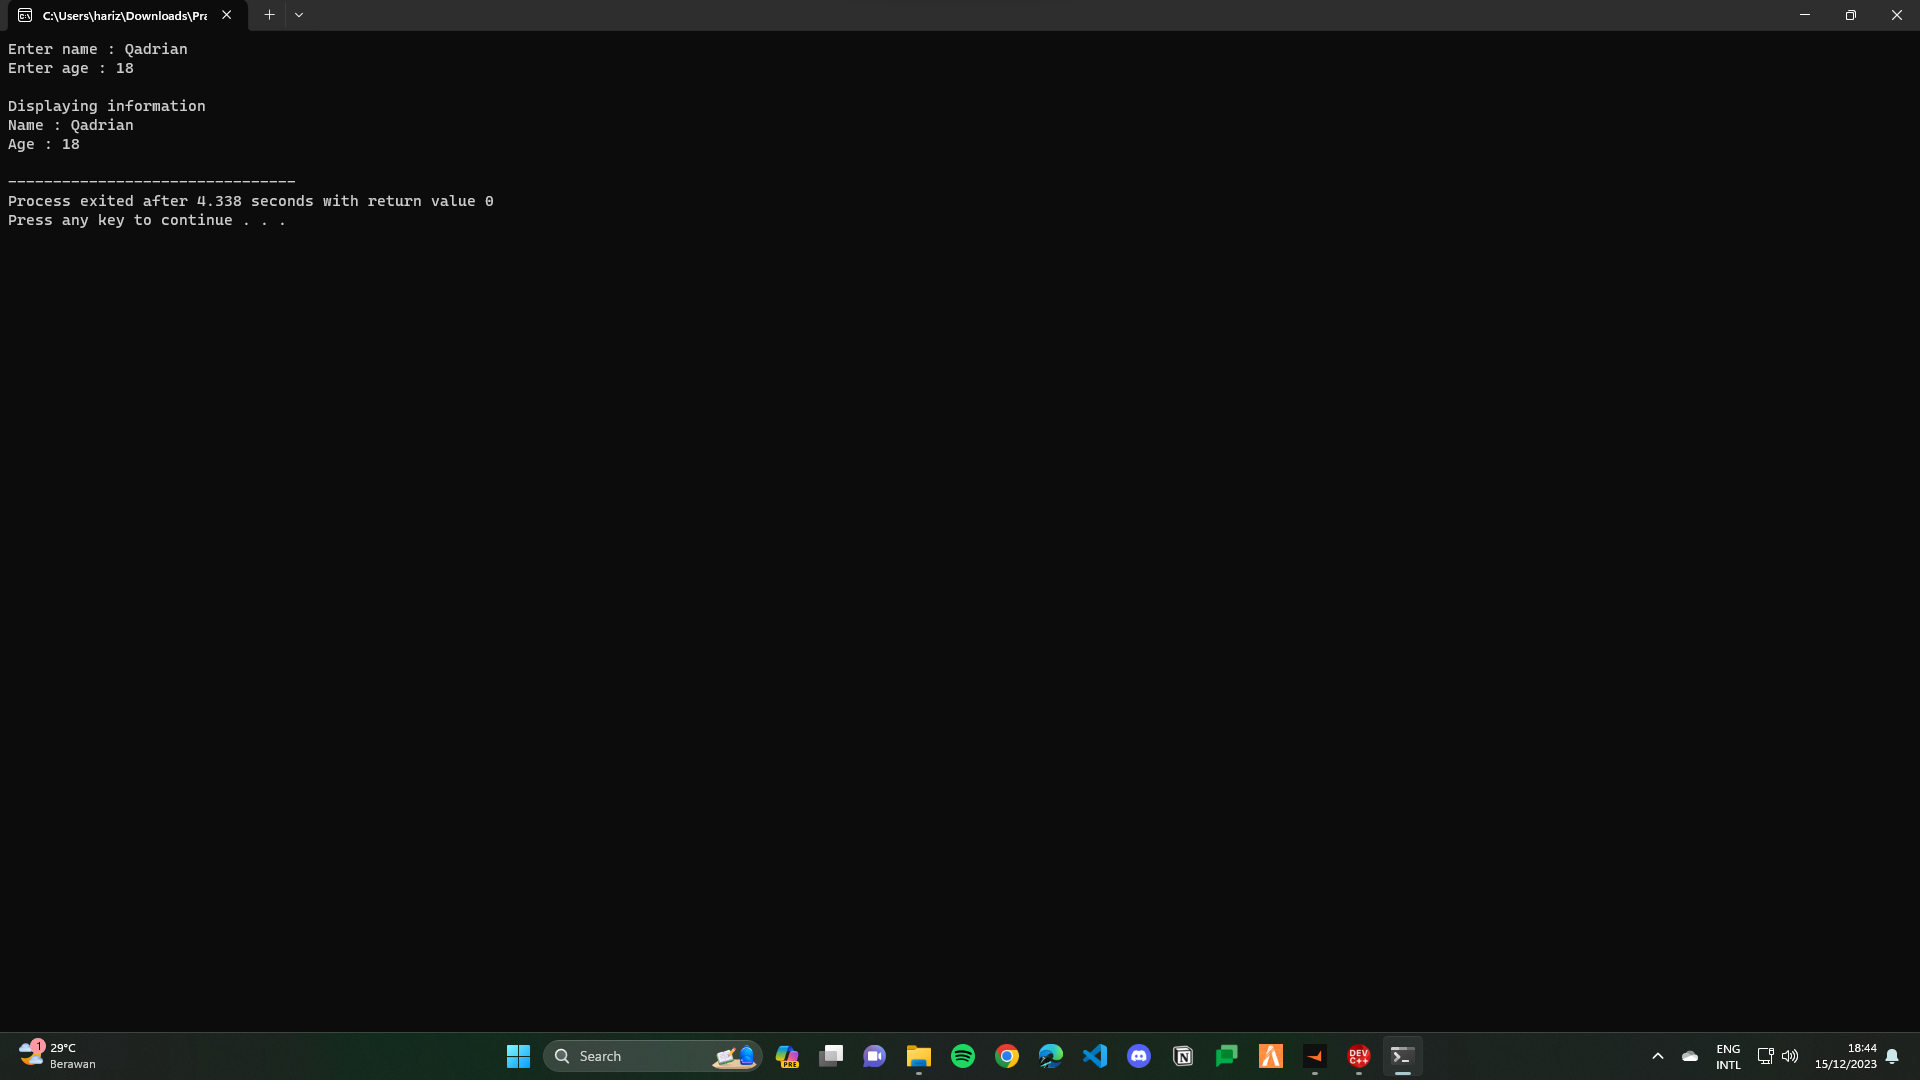 C:\Users\hariz\Downloads\Pra
Enter name : Qadrian
Enter age : 18
Displaying information
Name : Qadrian
Age : 18
--------------------------------
Process exited after 4.338 seconds with return value 0
Press any key to continue . . .
1
29°C
Berawan
Search
PRE
DEV
C++
ENG
INTL
18:44
15/12/2023